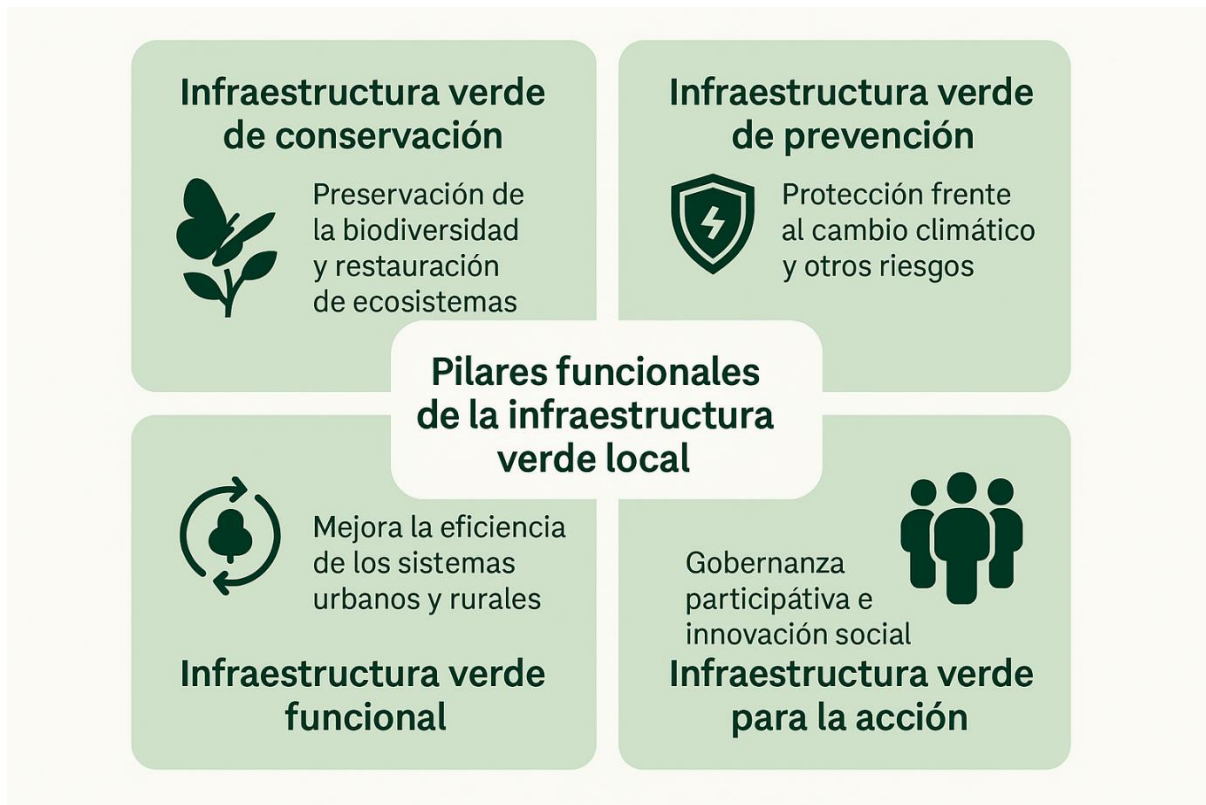 Infraestructura verde
de conservación
Preservación de
la biodiversidad
y restauración
de ecosistemas
Infraestructura verde
de prevención
Protección frente
al cambio climático
y otros riesgos
Pilares funcionales
de la infraestructura
verde local
Mejora la eficiencia
de los sistemas
urbanos y rurales
Infraestructura verde
funcional
Gobernanza
participátiva e
innovación social
Infraestructura verde
para la acción